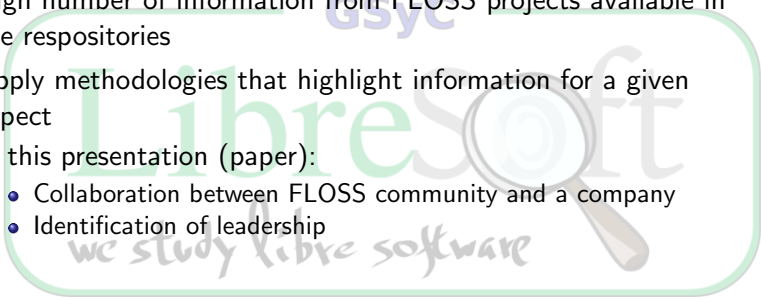 gh number of information from FLOSS projects available in
GSyC
e respositories
pply methodologies that highlight information for a given
pect
LibreSoft
this presentation (paper):
Collaboration between FLOSS community and a company
Identification of leadership
we study libre software